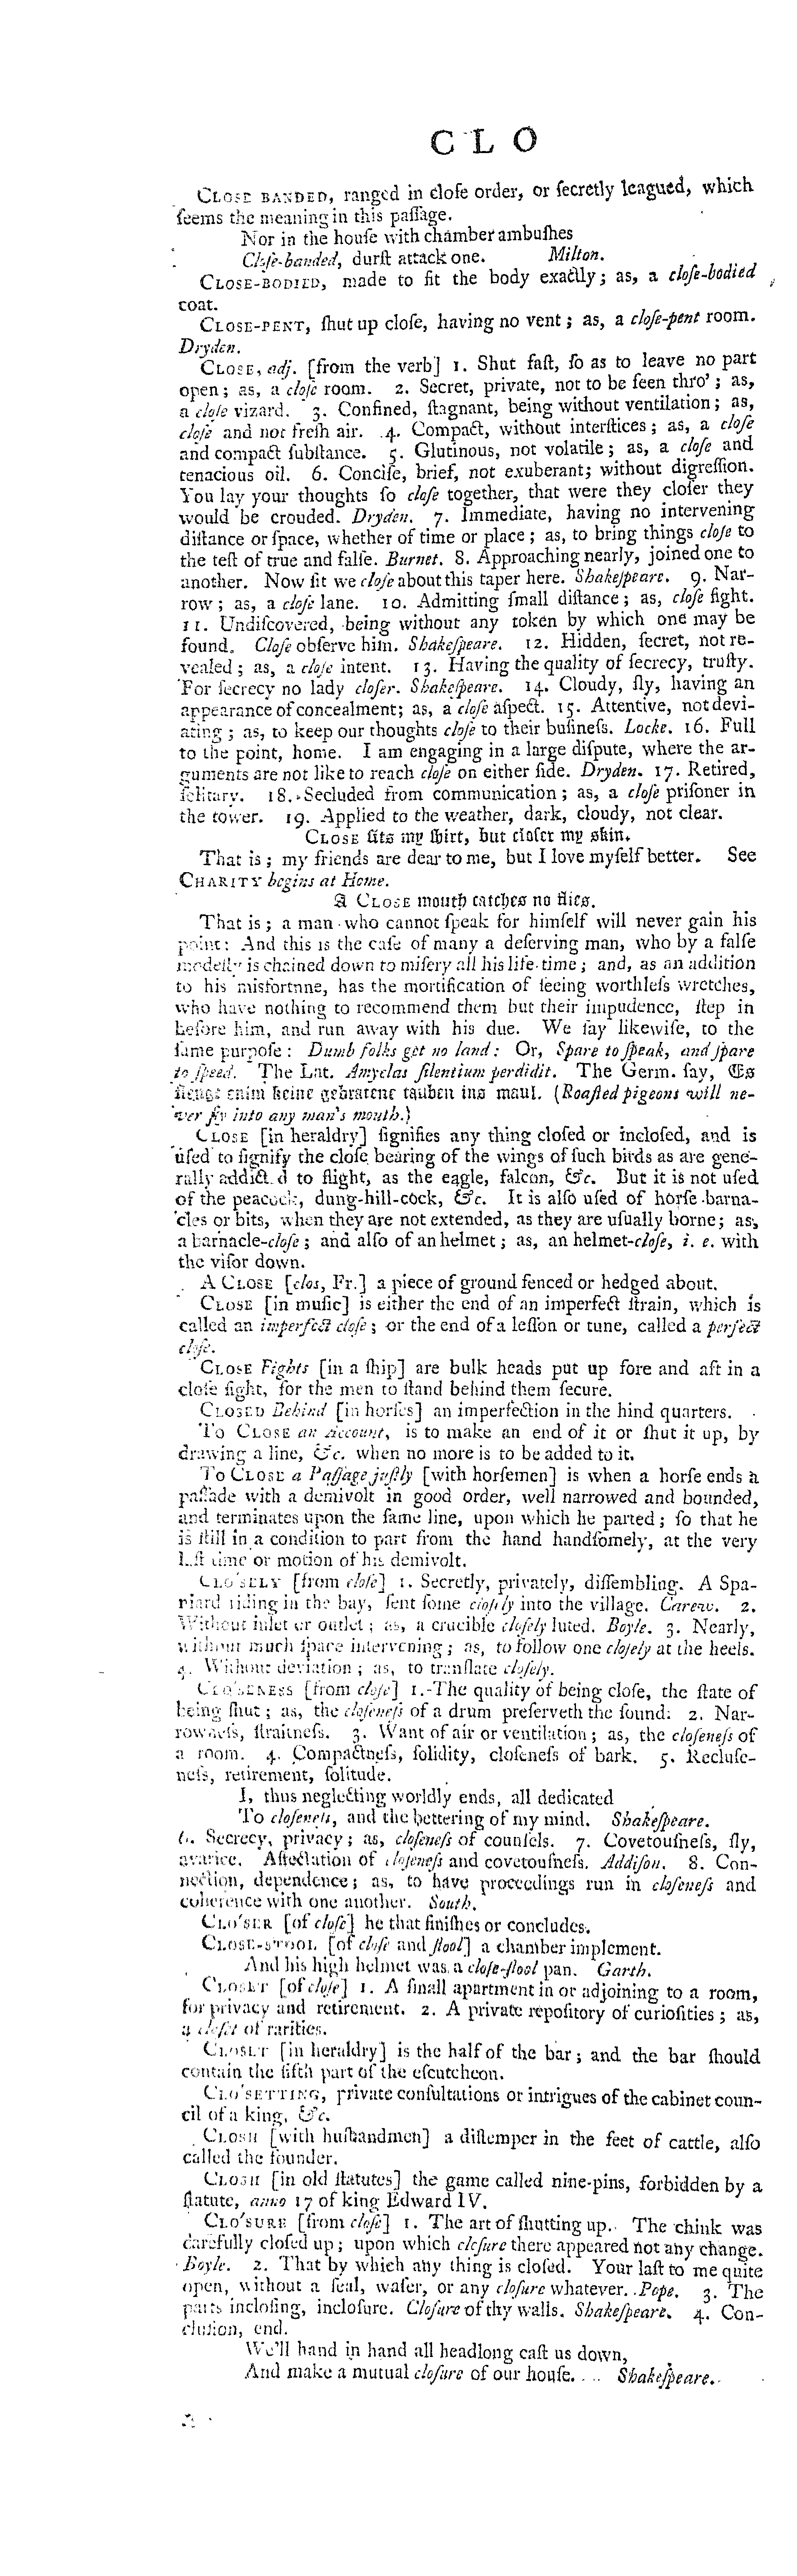 C L O
CLOSE BANDED, ranged in cloſe order, or ſecretly leagued, which
ſeems the meaning in this paſſage.
Nor in the houſe with chamber ambuſhes
Cloſe-banded, durſt attack one. Milton.
CLOSE-BODIED, made to fit the body exactly; as, a cloſe-bodied
coat.
CLOSE-PENT, ſhut up cloſe, having no vent; as, a cloſe-pent room.
Dryden.
CLOSE, adj. [from the verb] 1. Shut faſt, ſo as to leave no part
open; as, a cloſe room. 2. Secret, private, not to be ſeen thro'; as,
a cloſe vizard. 3. Confined, ſtagnant, being without ventilation; as,
cloſe and not freſh air. 4. Compact, without interſtices; as, a cloſe
and compact ſubſtance. 5. Glutinous, not volatile; as, a cloſe and
tenacious oil. 6. Conciſe, brief, not exuberant; without digreſſion.
You lay your thoughts ſo cloſe together, that were they cloſer they
would be crouded. Dryden. 7. Immediate, having no intervening
diſtance or ſpace, whether of time or place; as, to bring things cloſe to
the teſt of true and falſe. Burnet. 8. Approaching nearly, joined one to
another. Now ſit we cloſe about this taper here. Shakeſpeare. 9. Nar-
row; as, a cloſe lane. 10. Admitting ſmall diſtance; as, cloſe fight.
11. Undiſcovered, being without any token by which one may be
found. Cloſe obſerve him. Shakeſpeare. 12. Hidden, ſecret, not re-
vealed; as, a cloſe intent. 13. Having the quality of ſecrecy, truſty.
For ſecrecy no lady cloſer. Shakeſpeare. 14. Cloudy, ſly, having an
appearance of concealment; as, a cloſe aſpect. 15. Attentive, not devi-
ating; as, to keep our thoughts cloſe to their buſineſs. Locke. 16. Full
to the point, home. I am engaging in a large diſpute, where the ar-
guments are not like to reach cloſe on either ſide. Dryden. 17. Retired,
ſolitary. 18. Secluded from communication; as, a cloſe priſoner in
the tower. 19. Applied to the weather, dark, cloudy, not clear.
CLOSE ſits my ſhirt, but cloſer my skin.
That is; my friends are dear to me, but I love myſelf better. See
CHARITY begins at Home.
A CLOSE mouth catches no flies.
That is; a man who cannot ſpeak for himſelf will never gain his
point: And this is the caſe of many a deſerving man, who by a falſe
modeſty is chained down to miſery all his life-time; and, as an addition
to his misfortnne, has the mortification of ſeeing worthleſs wretches,
who have nothing to recommend them but their impudence, ſtep in
before him, and run away with his due. We ſay likewiſe, to the
ſame purpoſe: Dumb folks get no land: Or, Spare to ſpeak, and ſpare
to ſpeed. The Lat. Amyclas ſilentium perdidit. The Germ. ſay, Es
fleugt enim keine gebratene tauben ins maul. (Roaſted pigeons will ne-
ver fly into any man's mouth.)
CLOSE [in heraldry] ſignifies any thing cloſed or incloſed, and is
uſed to ſignify the cloſe bearing of the wings of ſuch birds as are gene-
rally addict d to flight, as the eagle, falcon, &c. But it is not uſed
of the peacock, dung-hill-cock, &c. It is alſo uſed of horſe-barna-
cles or bits, when they are not extended, as they are uſually borne; as,
a barnacle-cloſe; and alſo of an helmet; as, an helmet-cloſe, i. e. with
the viſor down.
A CLOSE [clos, Fr.] a piece of ground fenced or hedged about.
CLOSE [in muſic] is either the end of an imperfect ſtrain, which is
called an imperfect cloſe; or the end of a leſſon or tune, called a perfect
cloſe.
CLOSE Fights [in a ſhip] are bulk heads put up fore and aft in a
cloſe fight, for the men to ſtand behind them ſecure.
CLOSED Behind [in horſes] an imperfection in the hind quarters.
To CLOSE an Account, is to make an end of it or ſhut it up, by
drawing a line, &c. when no more is to be added to it.
To CLOSE a Paſſage juſtly [with horſemen] is when a horſe ends a
paſſade with a demivolt in good order, well narrowed and bounded,
and terminates upon the ſame line, upon which he parted; ſo that he
is ſtill in a condition to part from the hand handſomely, at the very
laſt time or motion of his demivolt.
CLO'SELY [from cloſe] 1. Secretly, privately, diſſembling. A Spa-
niard riding in the bay, ſent ſome cloſely into the village. Carew. 2.
Without inlet or outlet; as, a crucible cloſely luted. Boyle. 3. Nearly,
without much ſpace intervening; as, to follow one cloſely at the heels.
4. Without deviation; as, to tranſlate cloſely.
CLO'SENESS [from cloſe] 1. The quality of being cloſe, the ſtate of
being ſhut; as, the cloſeneſs of a drum preſerveth the ſound: 2. Nar-
rowneſs, ſtraitneſs. 3. Want of air or ventilation; as, the cloſeneſs of
a room. 4. Compactneſs, ſolidity, cloſeneſs of bark. 5. Recluſe-
neſs, retirement, ſolitude.
I, thus neglecting worldly ends, all dedicated
To cloſeneſs, and the bettering of my mind. Shakeſpeare.
6. Secrecy, privacy; as, cloſeneſs of counſels. 7. Covetouſneſs, ſly,
avarice. Affectation of cloſeneſs and covetouſneſs. Addiſon. 8. Con-
nection, dependence; as, to have proceedings run in cloſeneſs and
coherence with one another. South.
CLO'SER [of cloſe] he that finiſhes or concludes.
CLOSE-STOOL [of cloſe and ſtool] a chamber implement.
And his high helmet was a cloſe-ſtool pan. Garth.
CLOSET [of cloſe] 1. A ſmall apartment in or adjoining to a room,
for privacy and retirement. 2. A private repoſitory of curioſities; as,
a cloſet of rarities.
CLOSET [in heraldry] is the half of the bar; and the bar ſhould
contain the fifth part of the eſcutcheon.
CLO'SETTING, private conſultations or intrigues of the cabinet coun-
cil of a king, &c.
CLOSH [with huſbandmen] a diſtemper in the feet of cattle, alſo
called the founder.
CLOSH [in old ſtatutes] the game called nine-pins, forbidden by a
ſtatute, anno 17 of king Edward IV.
CLO'SURE [from cloſe] 1. The art of ſhutting up. The chink was
carefully cloſed up; upon which cloſure there appeared not any change.
Boyle. 2. That by which any thing is cloſed. Your laſt to me quite
open, without a ſeal, wafer, or any cloſure whatever. Pope. 3. The
parts incloſing, incloſure. Cloſure of thy walls. Shakeſpeare. 4. Con-
cluſion, end.
We'll hand in hand all headlong caſt us down,
And make a mutual cloſure of our houſe. Shakeſpeare.